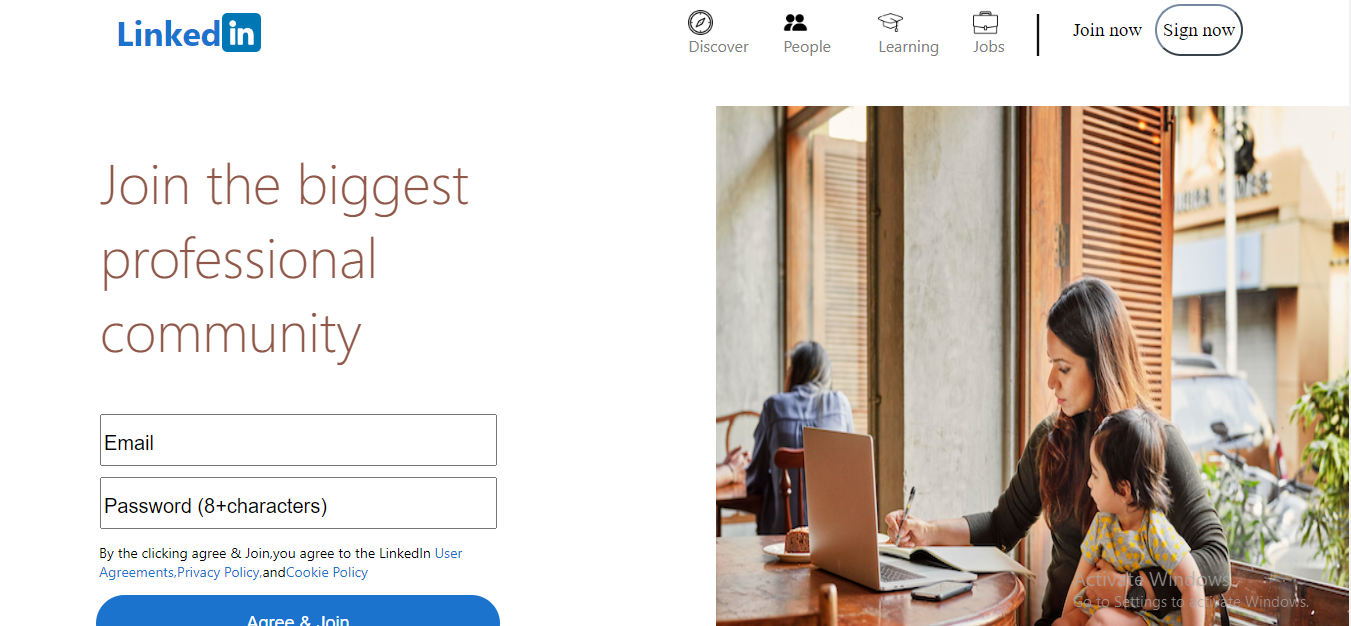 Linkedin
Discover
People
Learning
Jobs
Join now
Sign now
Join the biggest
professional
community
Email
Password (8+characters)
By the clicking agree & Join,you agree to the LinkedIn User
Agreements,Privacy Policy,andCookie Policy
Agree & Join
Activate Windows
Go to Settings to activate Windows.